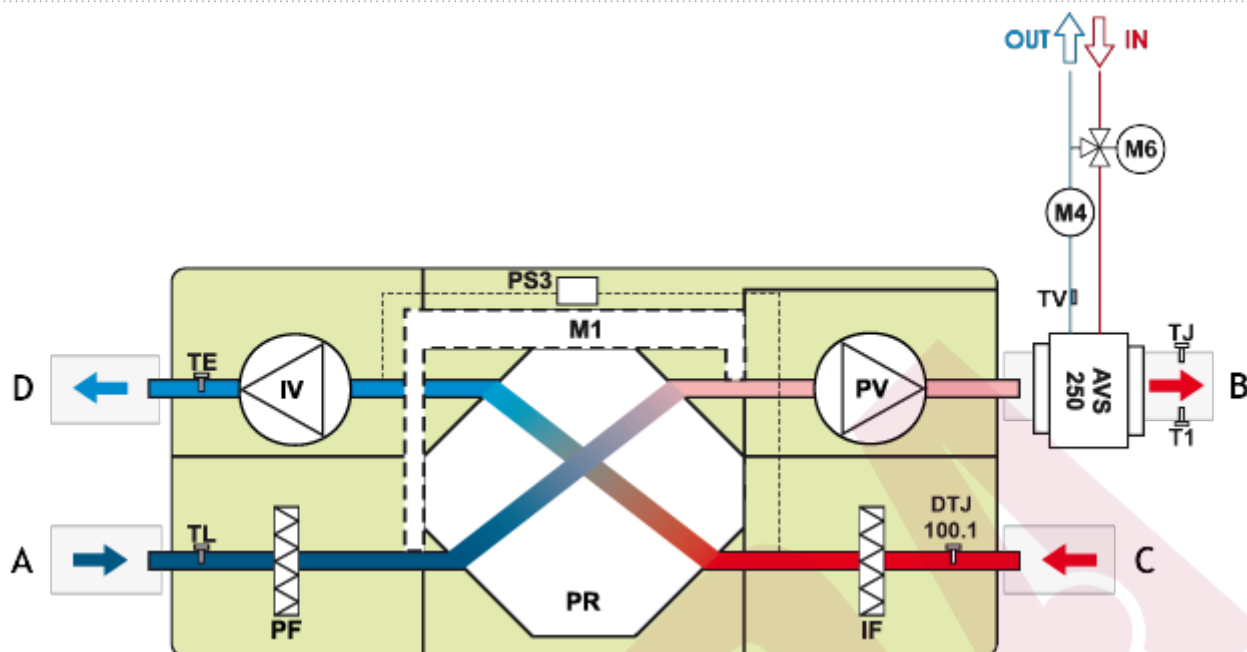 OUT IN
M6
M4
PS3
TV
M1
TJ
TE
D
IV
PV
AVS
250
B
T1
TL
DTJ
100.1
A
C
PR
PF
IF